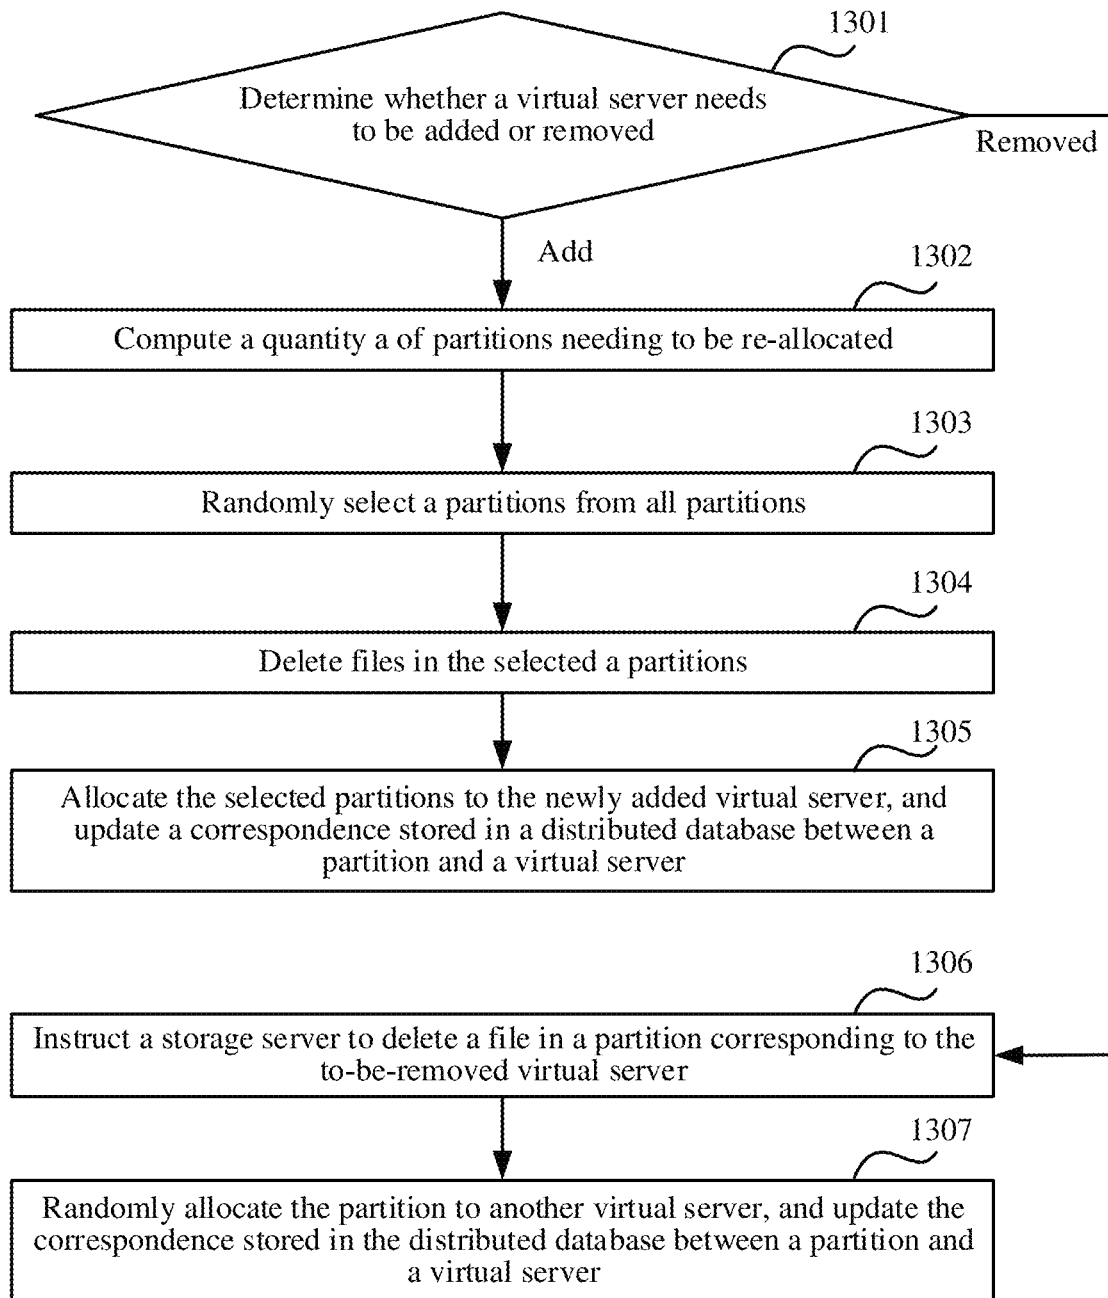 1301
Determine whether a virtual server needs
to be added or removed
Removed
Add
1302
Compute a quantity a of partitions needing to be re-allocated
1303
Randomly select a partitions from all partitions
1304
Delete files in the selected a partitions
1305
Allocate the selected partitions to the newly added virtual server, and
update a correspondence stored in a distributed database between a
partition and a virtual server
1306
Instruct a storage server to delete a file in a partition corresponding to the
to-be-removed virtual server
1307
Randomly allocate the partition to another virtual server, and update the
correspondence stored in the distributed database between a partition and
a virtual server